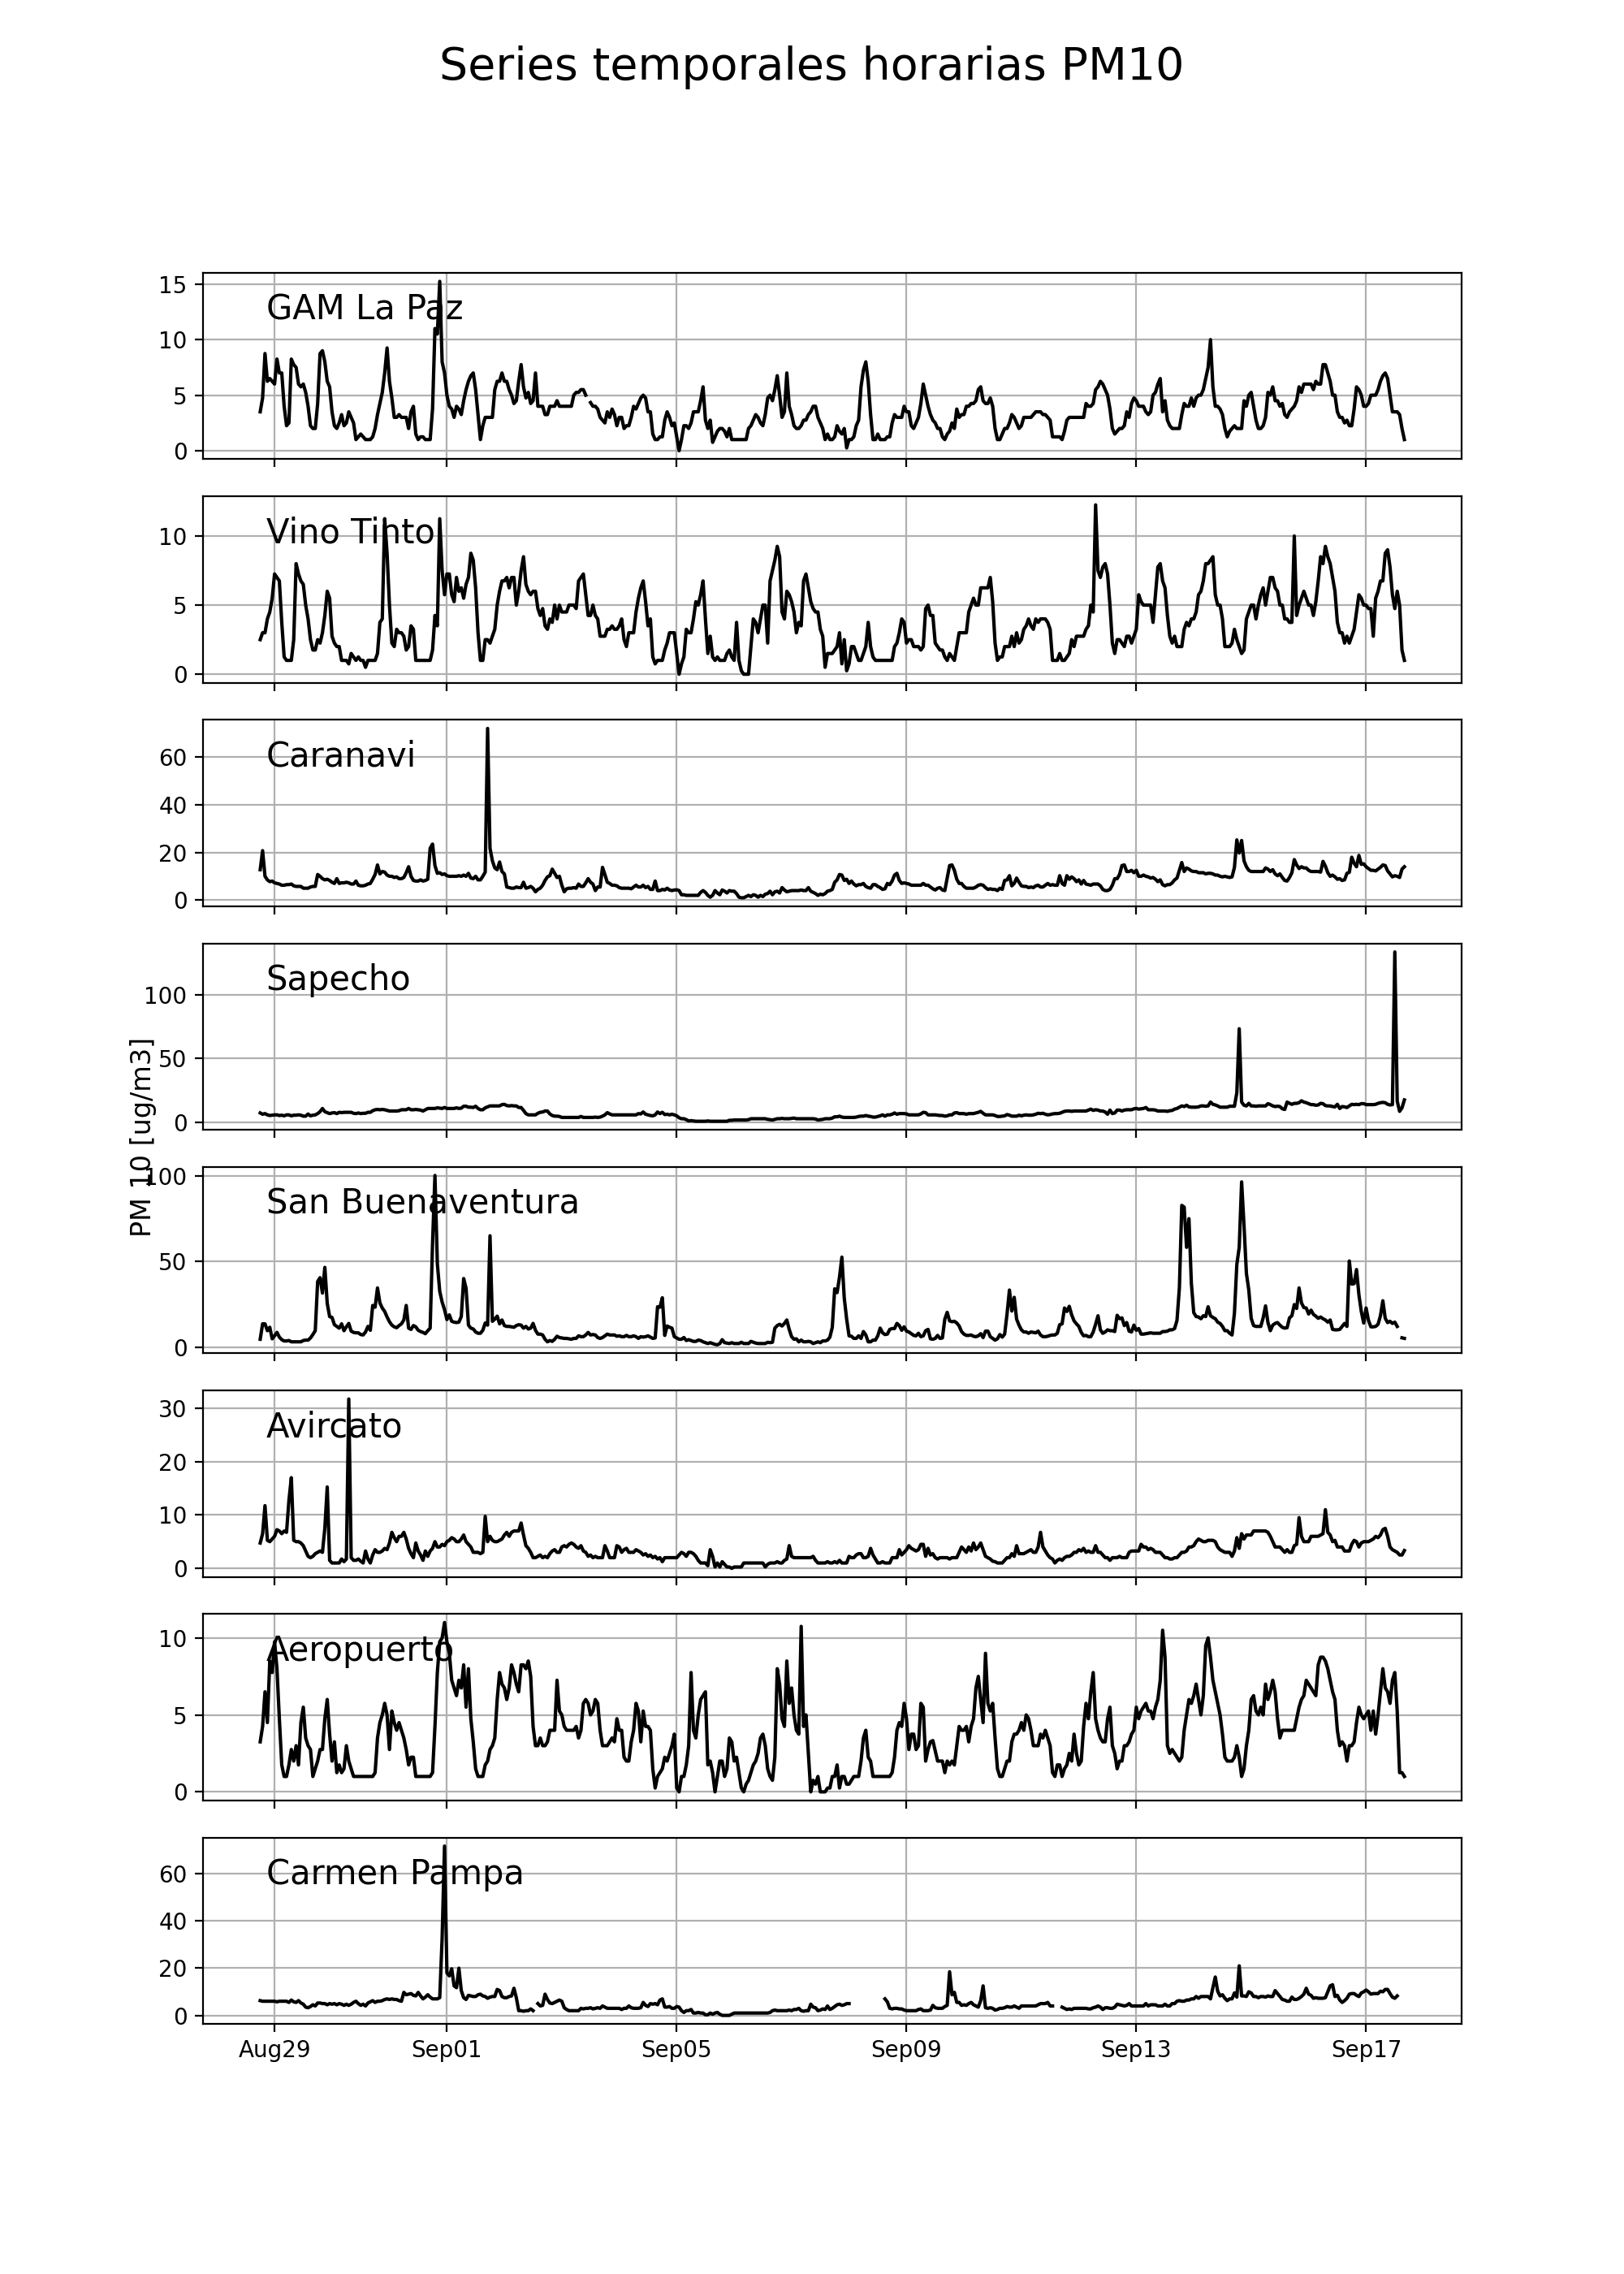 Series temporales horarias PM10
PM 10 [ug/m3]
GAM La Paz
15
10
5
0
Vino Tinto
10
5
0
Caranavi
60
40
20
0
Sapecho
100
50
0
San Buenaventura
100
50
0
Avircato
30
20
10
0
Aeropuerto
10
5
0
Carmen Pampa
60
40
20
0
Aug29 Sep01 Sep05 Sep09 Sep13 Sep17